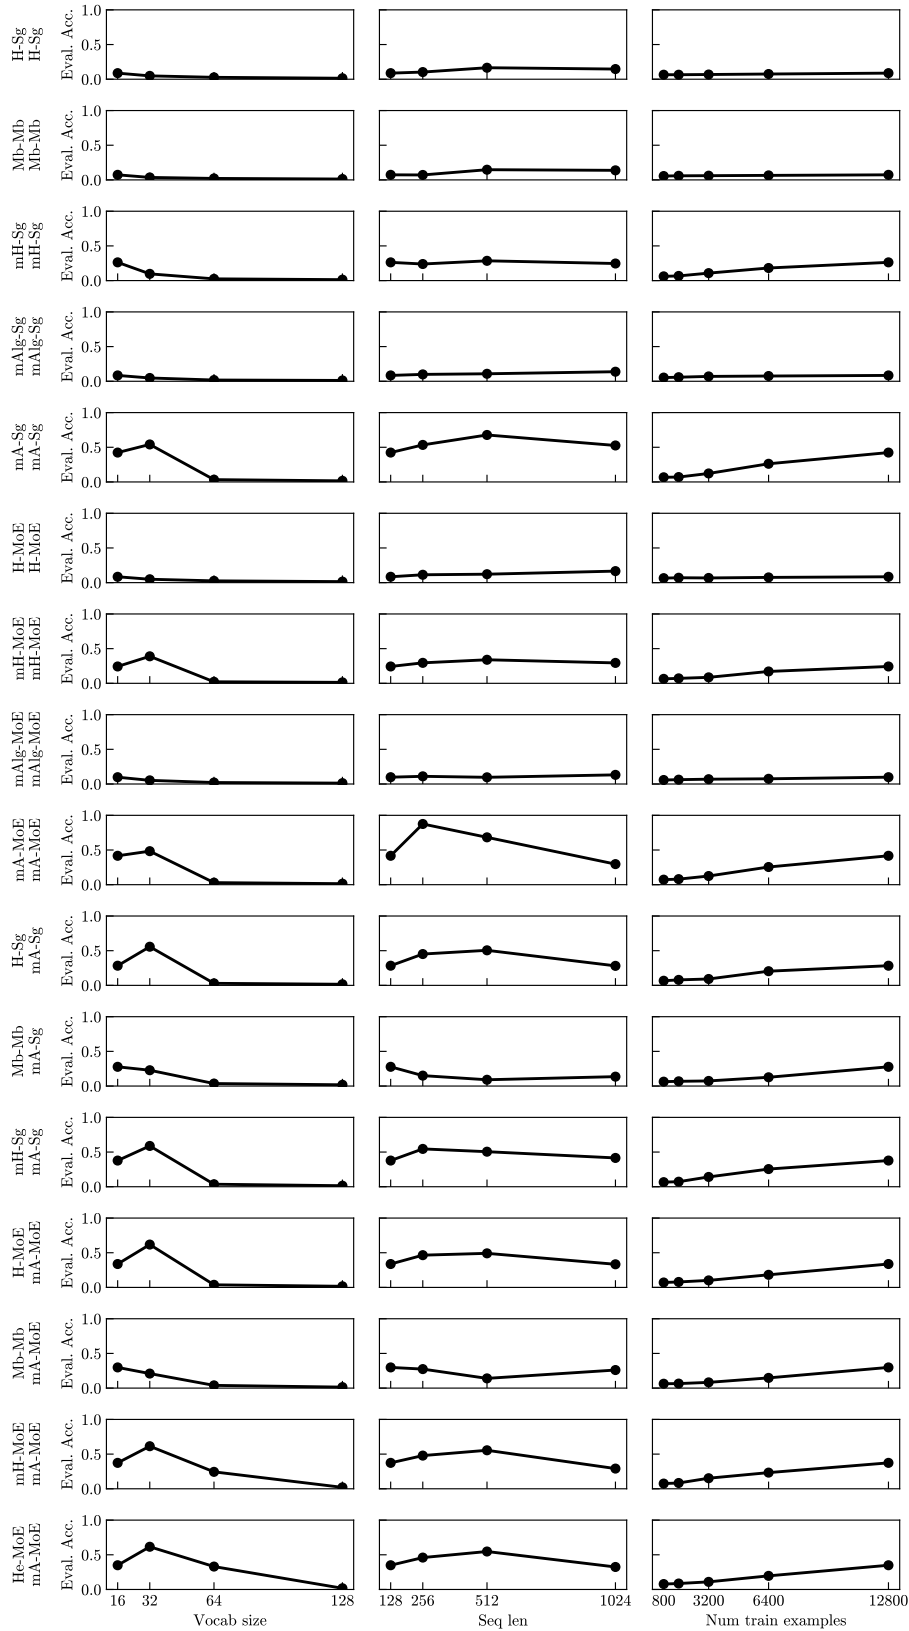 H-Sg
H-Sg
Eval. Acc.
1.0
0.5
0.0
Mb-Mb
Mb-Mb
Eval. Acc.
1.0
0.5
0.0
mH-Sg
mH-Sg
Eval. Acc.
1.0
0.5
0.0
mAlg-Sg
mAlg-Sg
Eval. Acc.
1.0
0.5
0.0
mA-Sg
mA-Sg
Eval. Acc.
1.0
0.5
0.0
H-MoE
H-MoE
Eval. Acc.
1.0
0.5
0.0
mH-MoE
mH-MoE
Eval. Acc.
1.0
0.5
0.0
mAlg-MoE
mAlg-MoE
Eval. Acc.
1.0
0.5
0.0
mA-MoE
mA-MoE
Eval. Acc.
1.0
0.5
0.0
H-Sg
mA-Sg
Eval. Acc.
1.0
0.5
0.0
Mb-Mb
mA-Sg
Eval. Acc.
1.0
0.5
0.0
mH-Sg
mA-Sg
Eval. Acc.
1.0
0.5
0.0
H-MoE
mA-MoE
Eval. Acc.
1.0
0.5
0.0
Mb-Mb
mA-MoE
Eval. Acc.
1.0
0.5
0.0
mH-MoE
mA-MoE
Eval. Acc.
1.0
0.5
0.0
He-MoE
mA-MoE
Eval. Acc.
1.0
0.5
0.0
16 32 64 128
Vocab size
128 256 512 1024
Seq len
800 3200 6400 12800
Num train examples